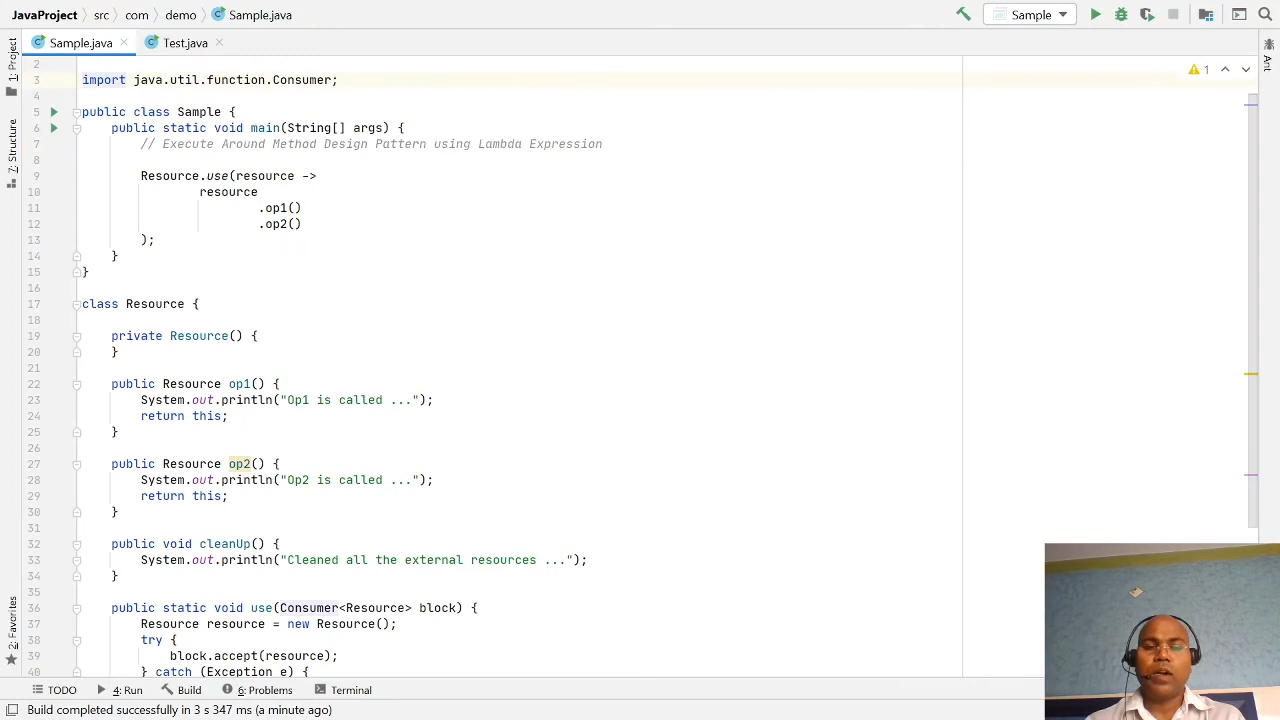 JavaProject src com demo Sample.java
Sample
Sample.java Test.java
1: Project
7: Structure
2: Favorites
Ant
1
2
3 import java.util.function.Consumer;
4
5 public class Sample {
6 public static void main(String[] args) {
7 // Execute Around Method Design Pattern using Lambda Expression
8
9 Resource.use(resource ->
10 resource
11 .op1()
12 .op2()
13 );
14 }
15 }
16
17 class Resource {
18
19 private Resource() {
20 }
21
22 public Resource op1() {
23 System.out.println("Op1 is called ...");
24 return this;
25 }
26
27 public Resource op2() {
28 System.out.println("Op2 is called ...");
29 return this;
30 }
31
32 public void cleanUp() {
33 System.out.println("Cleaned all the external resources ...");
34 }
35
36 public static void use(Consumer<Resource> block) {
37 Resource resource = new Resource();
38 try {
39 block.accept(resource);
40 } catch (Exception e) {
TODO 4: Run Build 6: Problems Terminal
Build completed successfully in 3 s 347 ms (a minute ago)